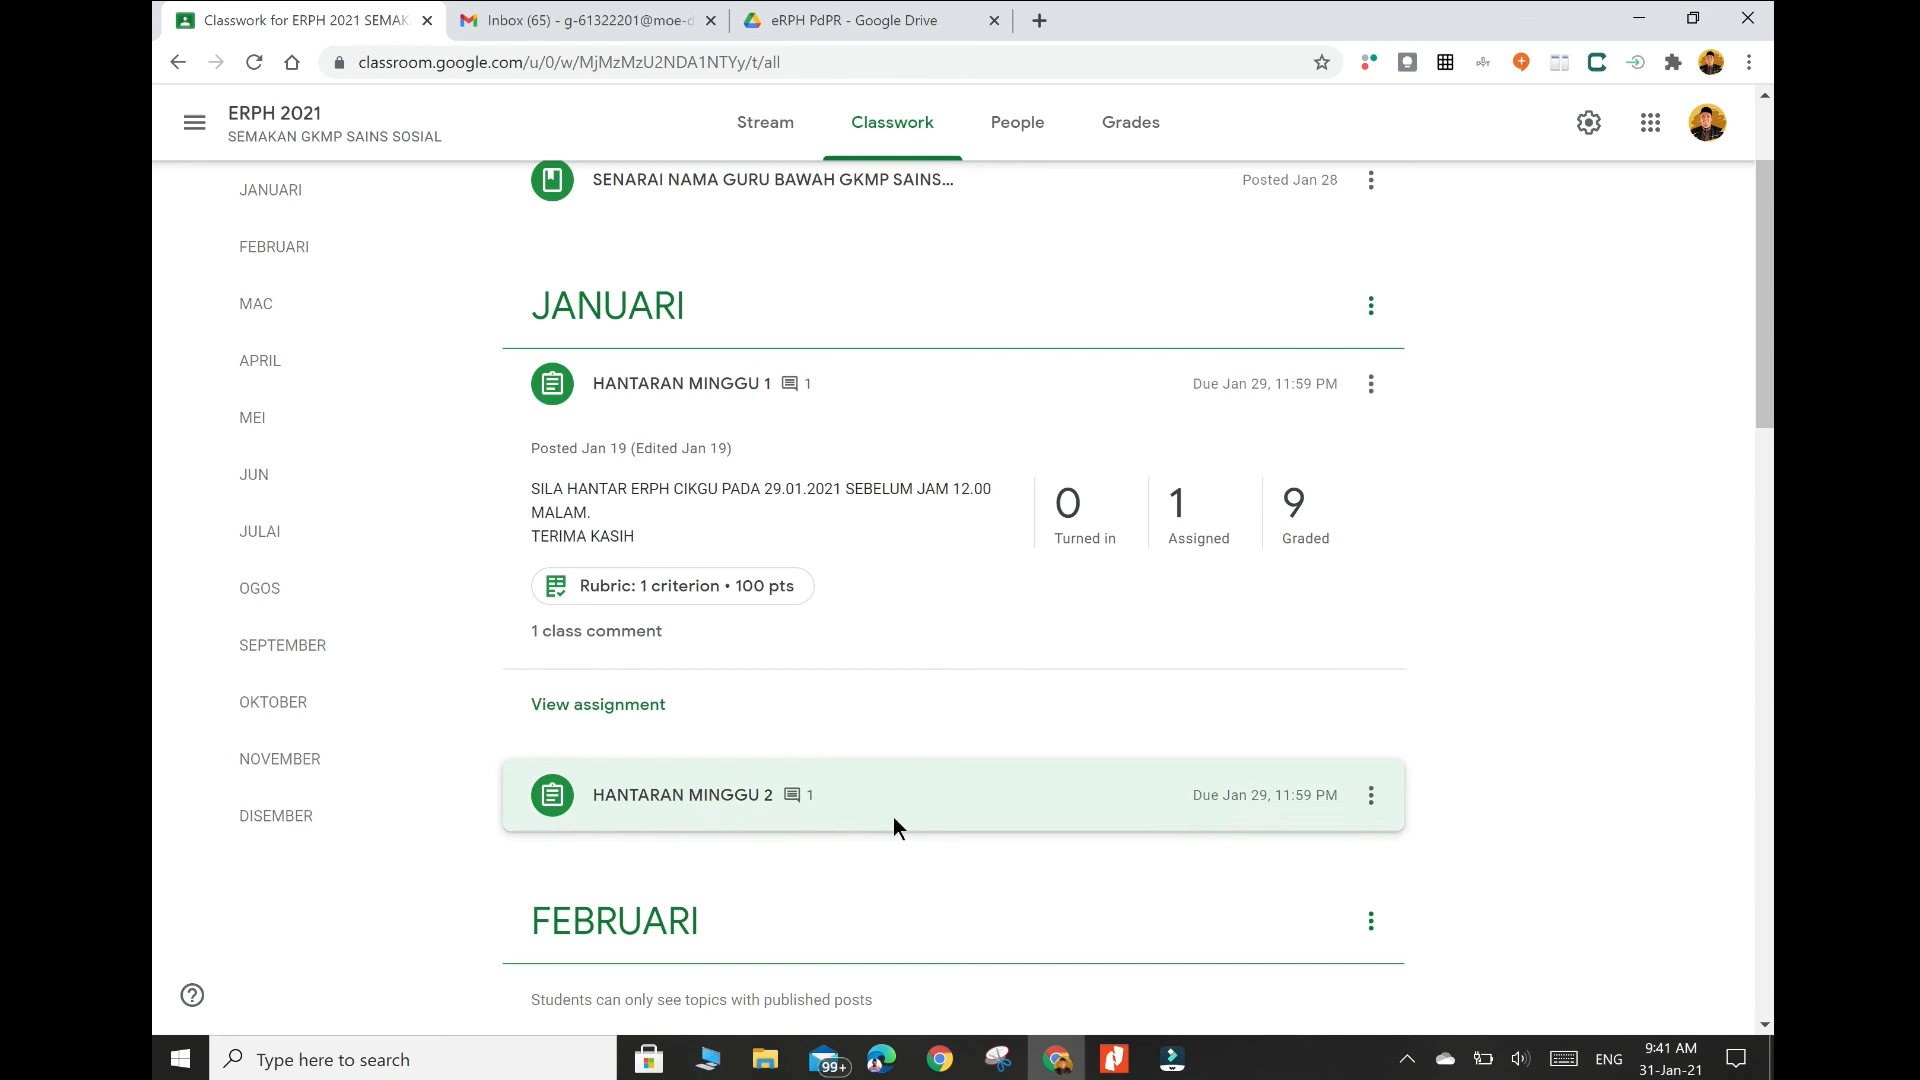 Classwork for ERPH 2021 SEMAK
Inbox (65) - g-61322201@moe-d
eRPH PdPR - Google Drive
classroom.google.com/u/0/w/MjMzMzU2NDA1NTYy/t/all
ERPH 2021
SEMAKAN GKMP SAINS SOSIAL
Stream
Classwork
People
Grades
JANUARI
FEBRUARI
MAC
APRIL
MEI
JUN
JULAI
OGOS
SEPTEMBER
OKTOBER
NOVEMBER
DISEMBER
SENARAI NAMA GURU BAWAH GKMP SAINS...
Posted Jan 28
JANUARI
HANTARAN MINGGU 1
1
Due Jan 29, 11:59 PM
Posted Jan 19 (Edited Jan 19)
SILA HANTAR ERPH CIKGU PADA 29.01.2021 SEBELUM JAM 12.00
MALAM.
TERIMA KASIH
0
Turned in
1
Assigned
9
Graded
Rubric: 1 criterion • 100 pts
1 class comment
View assignment
HANTARAN MINGGU 2
1
Due Jan 29, 11:59 PM
FEBRUARI
Students can only see topics with published posts
Type here to search
99+
ENG
9:41 AM
31-Jan-21